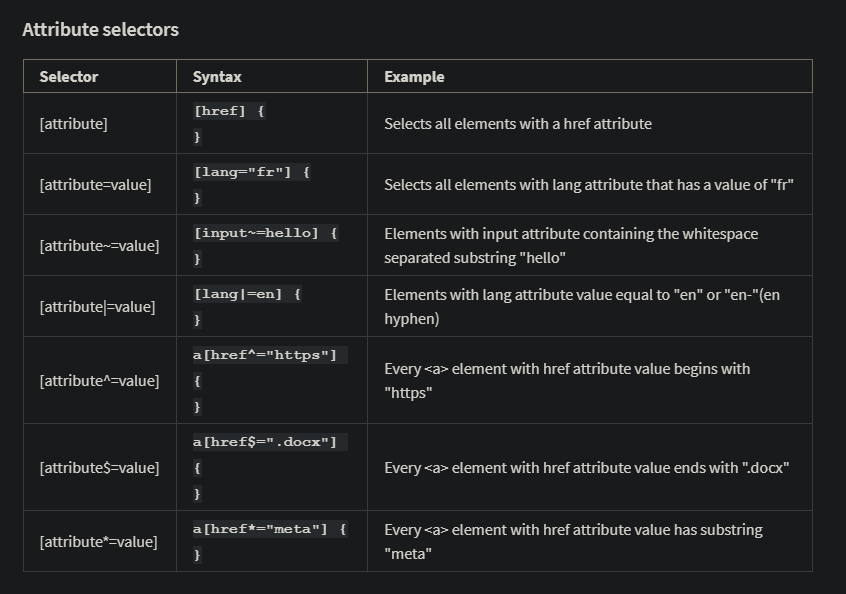 Attribute selectors
Selector Syntax Example
[attribute]
[href] {
}
Selects all elements with a href attribute
[attribute=value]
[lang="fr"] {
}
Selects all elements with lang attribute that has a value of "fr"
[attribute~=value]
[input~=hello] {
}
Elements with input attribute containing the whitespace
separated substring "hello"
[attribute|=value]
[lang|=en] {
}
Elements with lang attribute value equal to "en" or "en-"(en
hyphen)
[attribute^=value]
a[href^="https"]
{
}
Every <a> element with href attribute value begins with
"https"
[attribute$=value]
a[href$=".docx"]
{
}
Every <a> element with href attribute value ends with ".docx"
[attribute*=value]
a[href*="meta"] {
}
Every <a> element with href attribute value has substring
"meta"